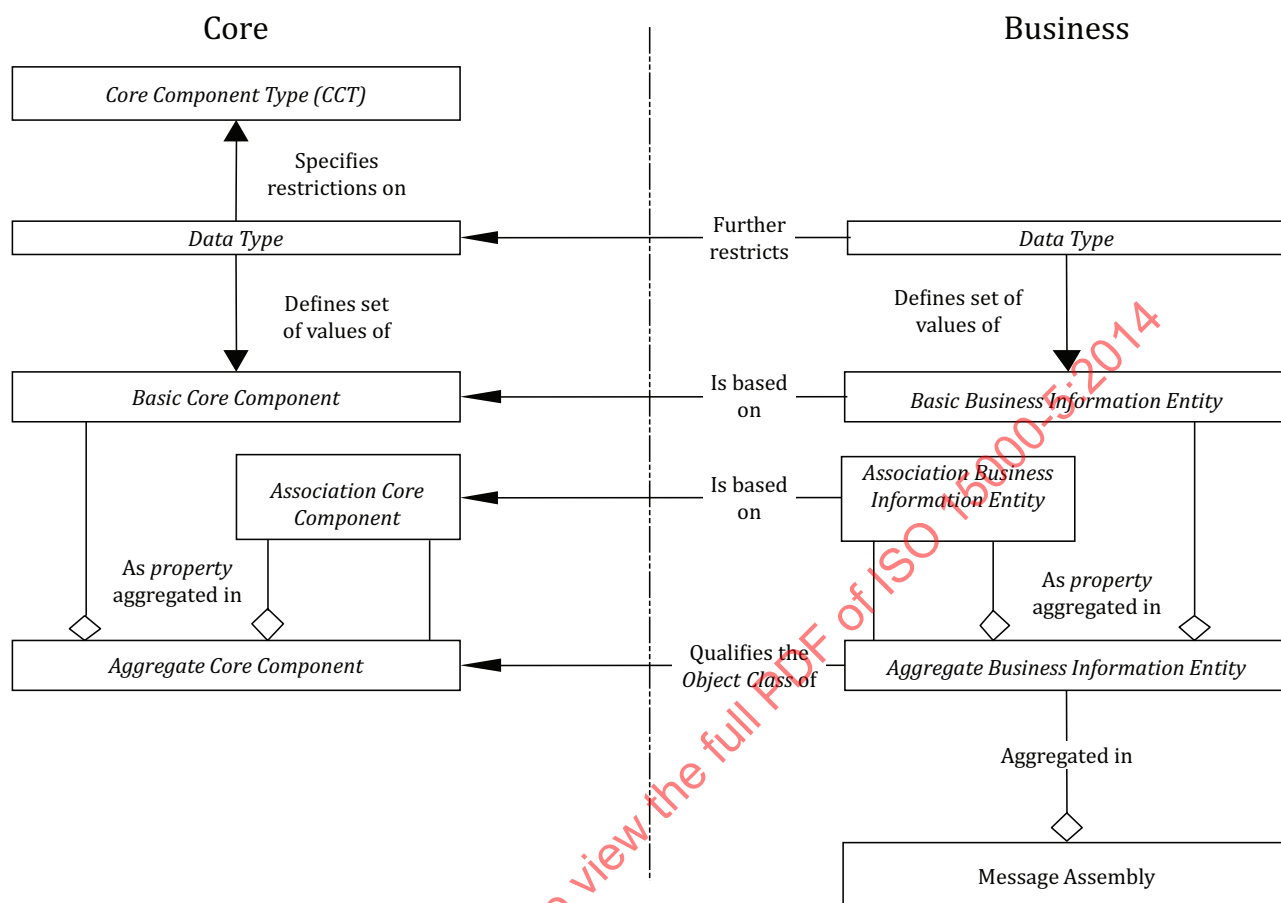 Core
Business
Core Component Type (CCT)
Specifies
restrictions on
Data Type
Further
restricts
Data Type
Defines set
of values of
Defines set of
values of
Basic Core Component
Is based
on
Basic Business Information Entity
Association Core
Component
Is based
on
Association Business
Information Entity
As property
aggregated in
As property
aggregated in
Aggregate Core Component
Qualifies the
Object Class of
Aggregate Business Information Entity
Aggregated in
Message Assembly
view the full PDF of ISO 15000-5:2014